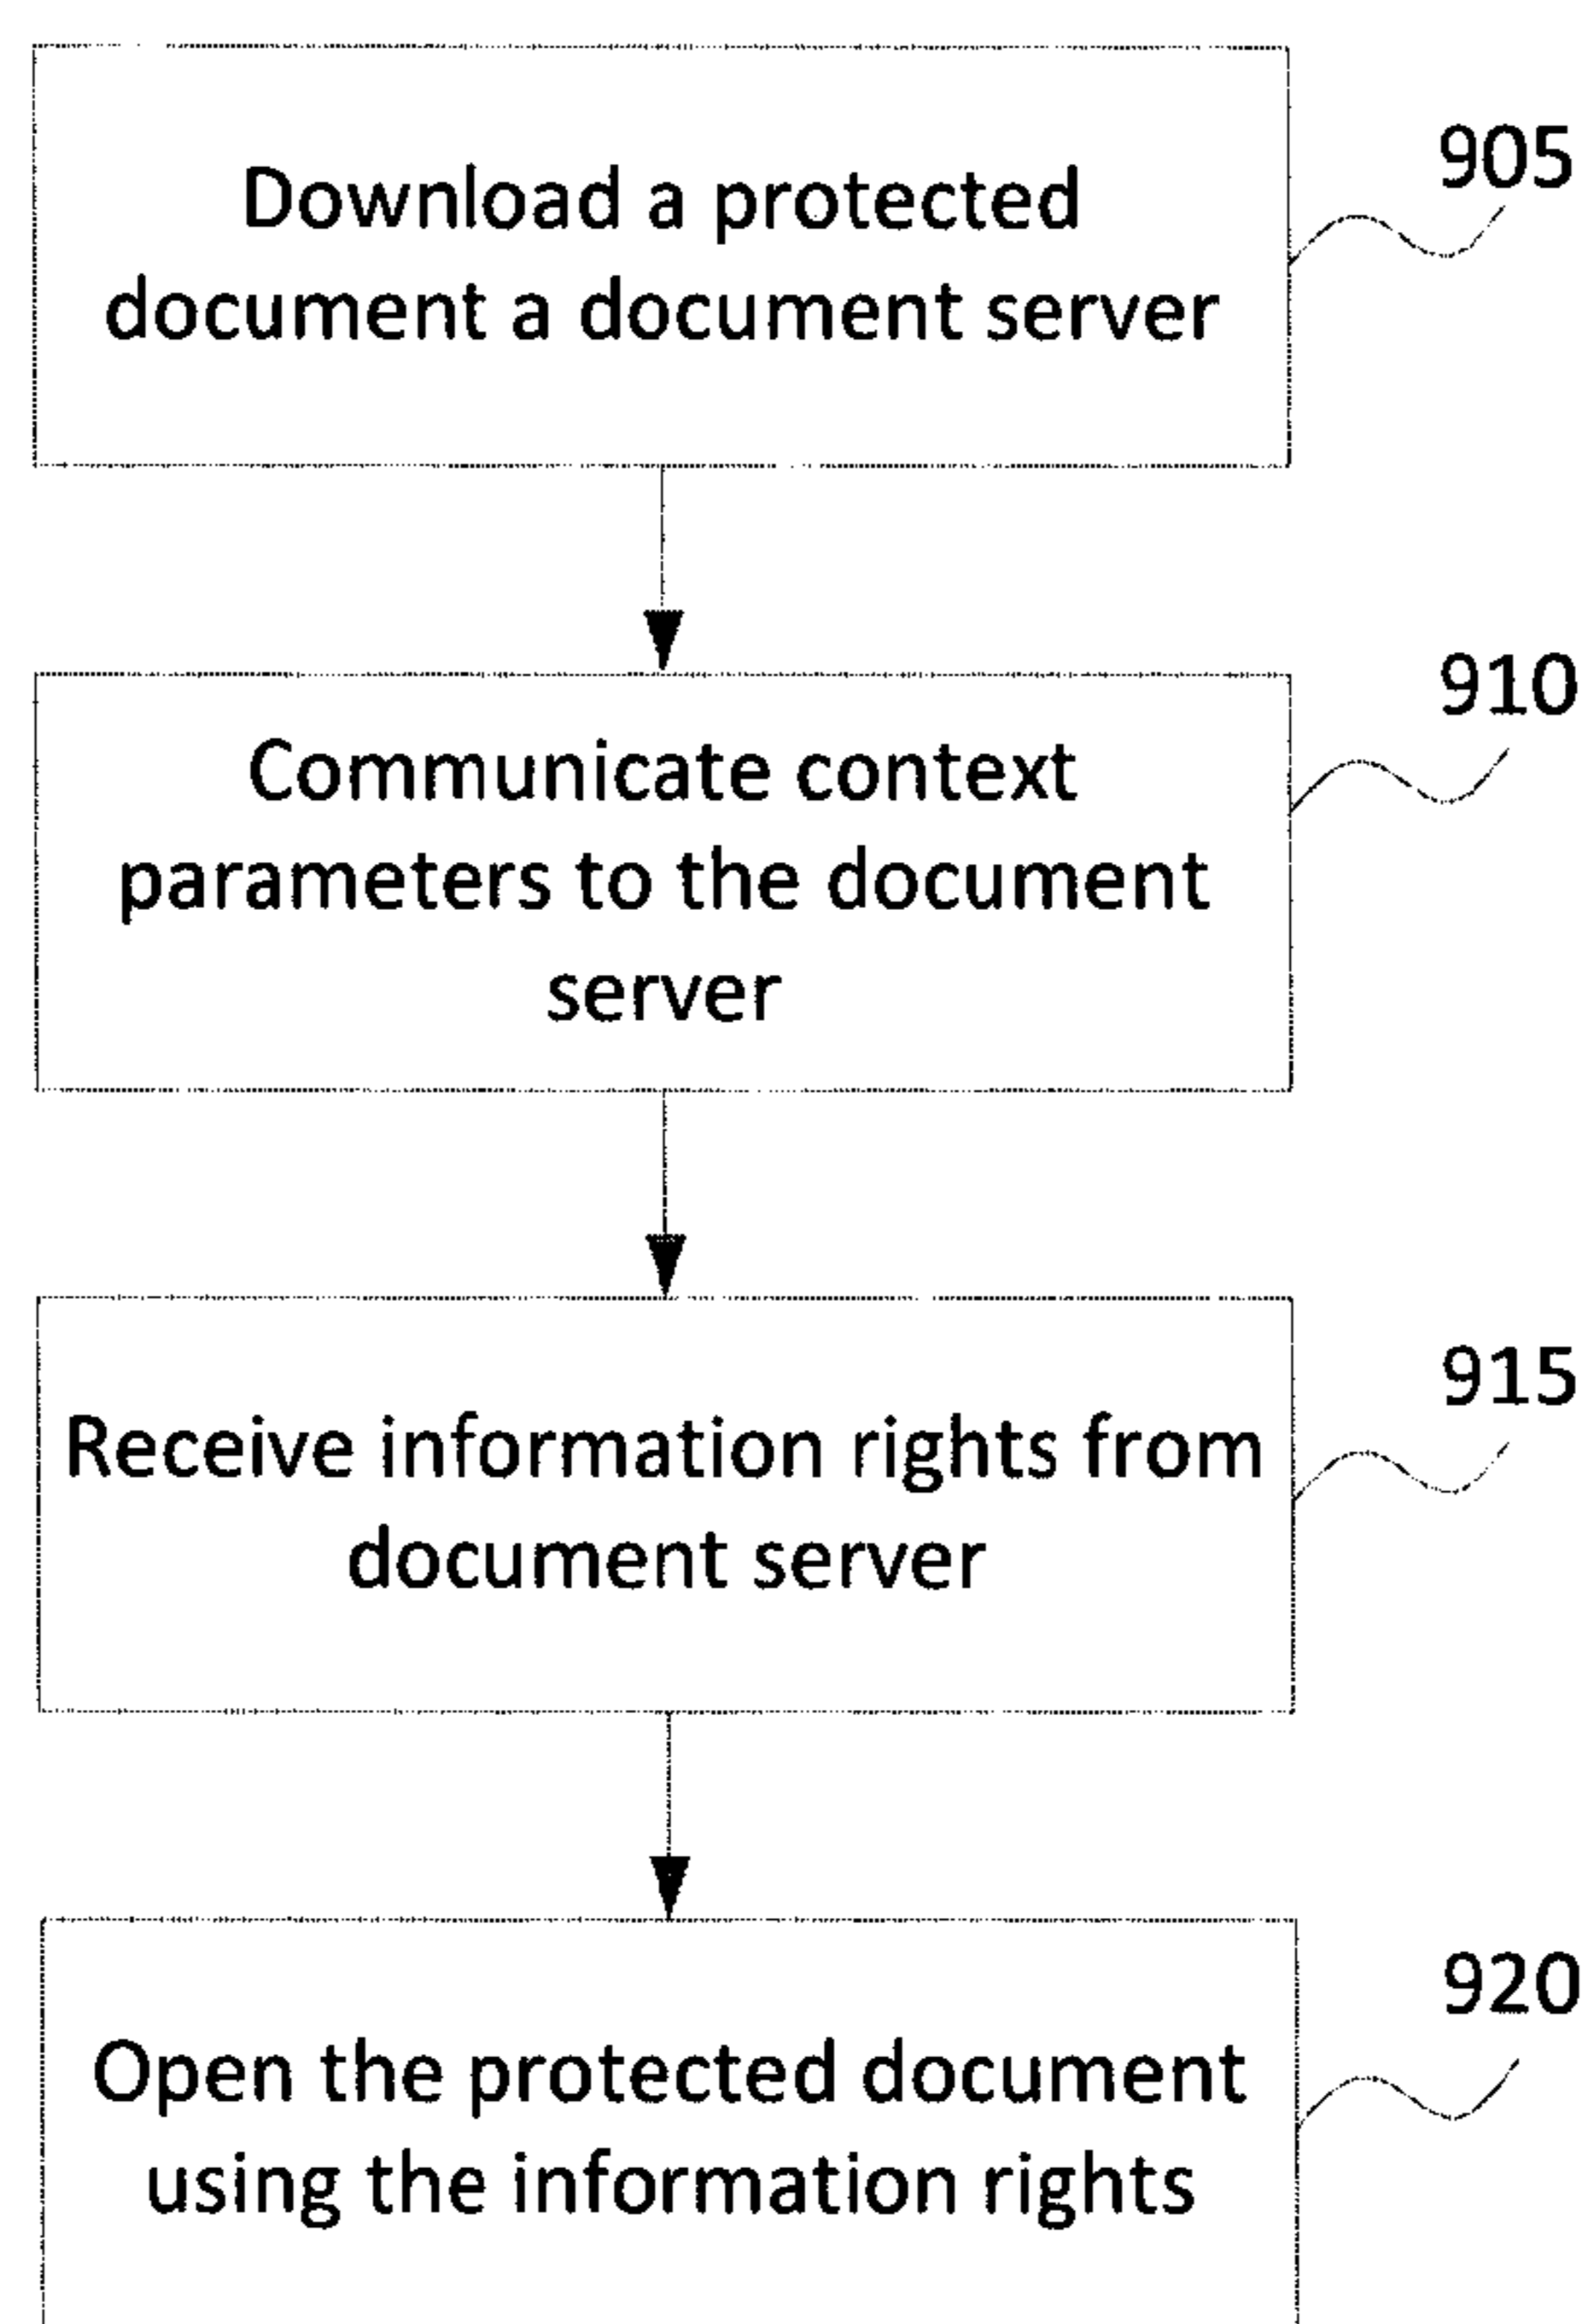 Download a protected
document a document server
905
Communicate context
parameters to the document
server
910
Receive information rights from
document server
915
Open the protected document
using the information rights
920